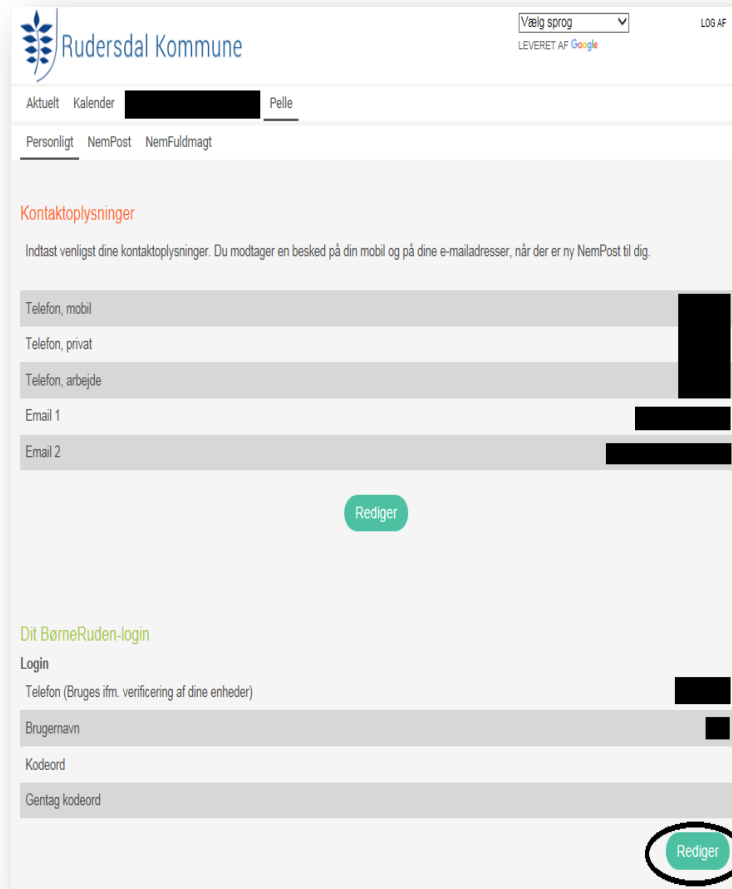 Rudersdal Kommune
Vælg sprog
LOG AF
LEVERET AF Google
Aktuelt Kalender Pelle
Personligt NemPost NemFuldmagt
Kontaktoplysninger
Indtast venligst dine kontaktoplysninger. Du modtager en besked på din mobil og på dine e-mailadresser, når der er ny NemPost til dig.
Telefon, mobil
Telefon, privat
Telefon, arbejde
Email 1
Email 2
Rediger
Dit BørneRuden-login
Login
Telefon (Bruges ifm. verificering af dine enheder)
Brugernavn
Kodeord
Gentag kodeord
Rediger